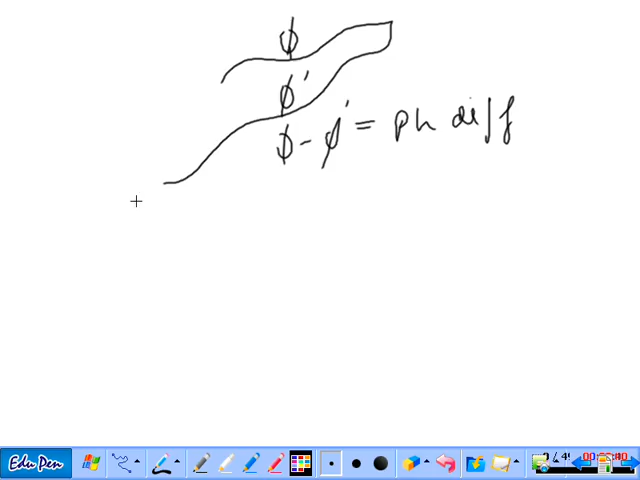 ϕ
ϕ'
ϕ - ϕ' = ph diff
Edu Pen